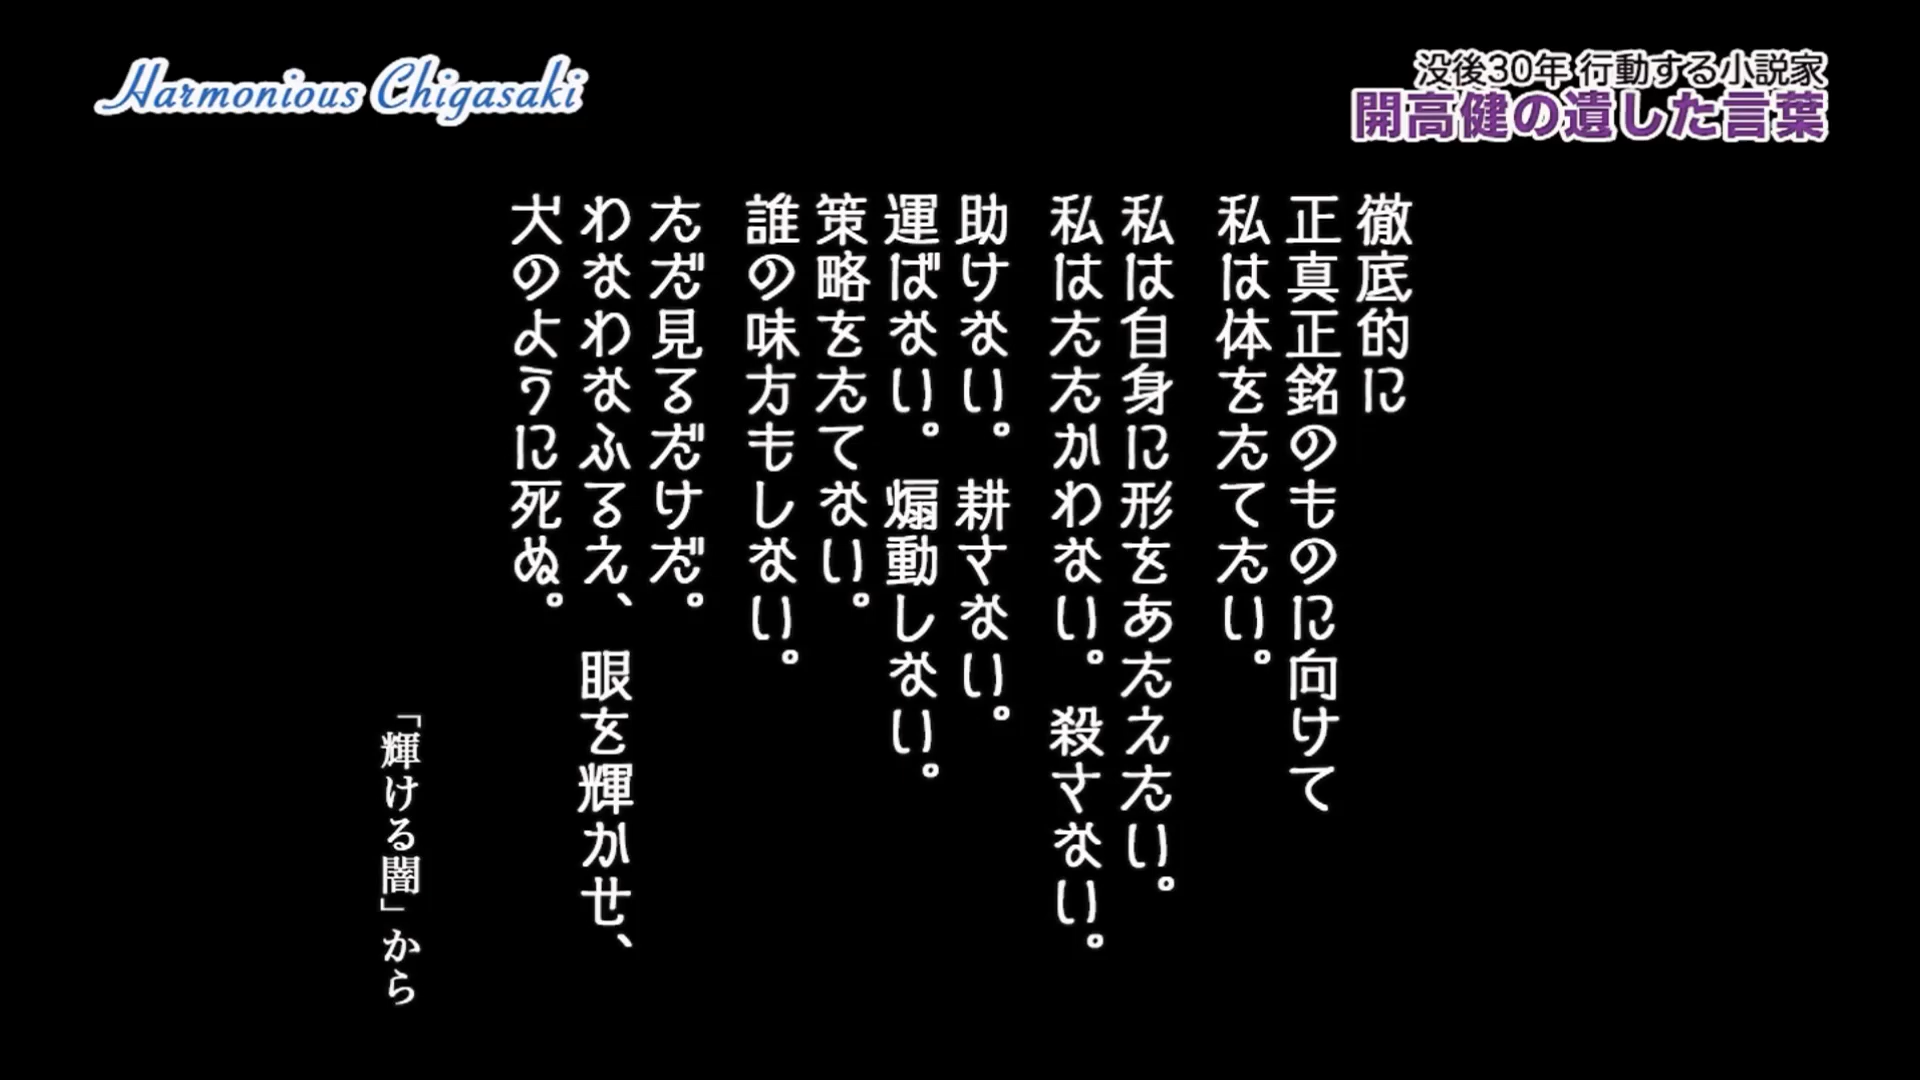 Harmonious Chigasaki
没後30年 行動する小説家
開高健の遺した言葉
徹底的に
正真正銘のものに向けて
私は体をたてたい。
私は自身に形をあたえたい。
私はたたかわない。 殺さない。
助けない。 耕さない。
運ばない。 煽動しない。
策略をたてない。
誰の味方もしない。
ただ見るだけだ。
わなわなふるえ、眼を輝かせ、
犬のように死ぬ。
「輝ける闇」から